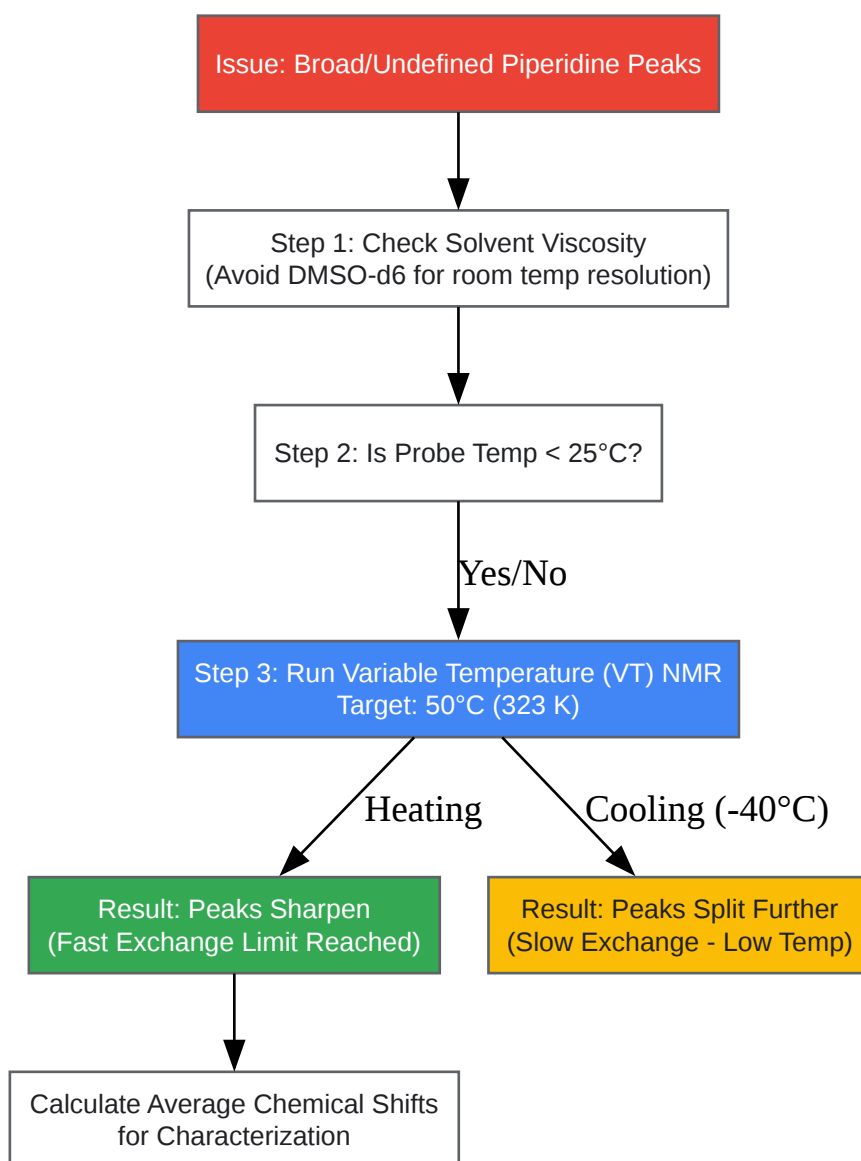 Issue: Broad/Undefined Piperidine Peaks
Step 1: Check Solvent Viscosity
(Avoid DMSO-d6 for room temp resolution)
Step 2: Is Probe Temp < 25°C?
Yes/No
Step 3: Run Variable Temperature (VT) NMR
Target: 50°C (323 K)
Heating
Cooling (-40°C)
Result: Peaks Sharpen
(Fast Exchange Limit Reached)
Result: Peaks Split Further
(Slow Exchange - Low Temp)
Calculate Average Chemical Shifts
for Characterization